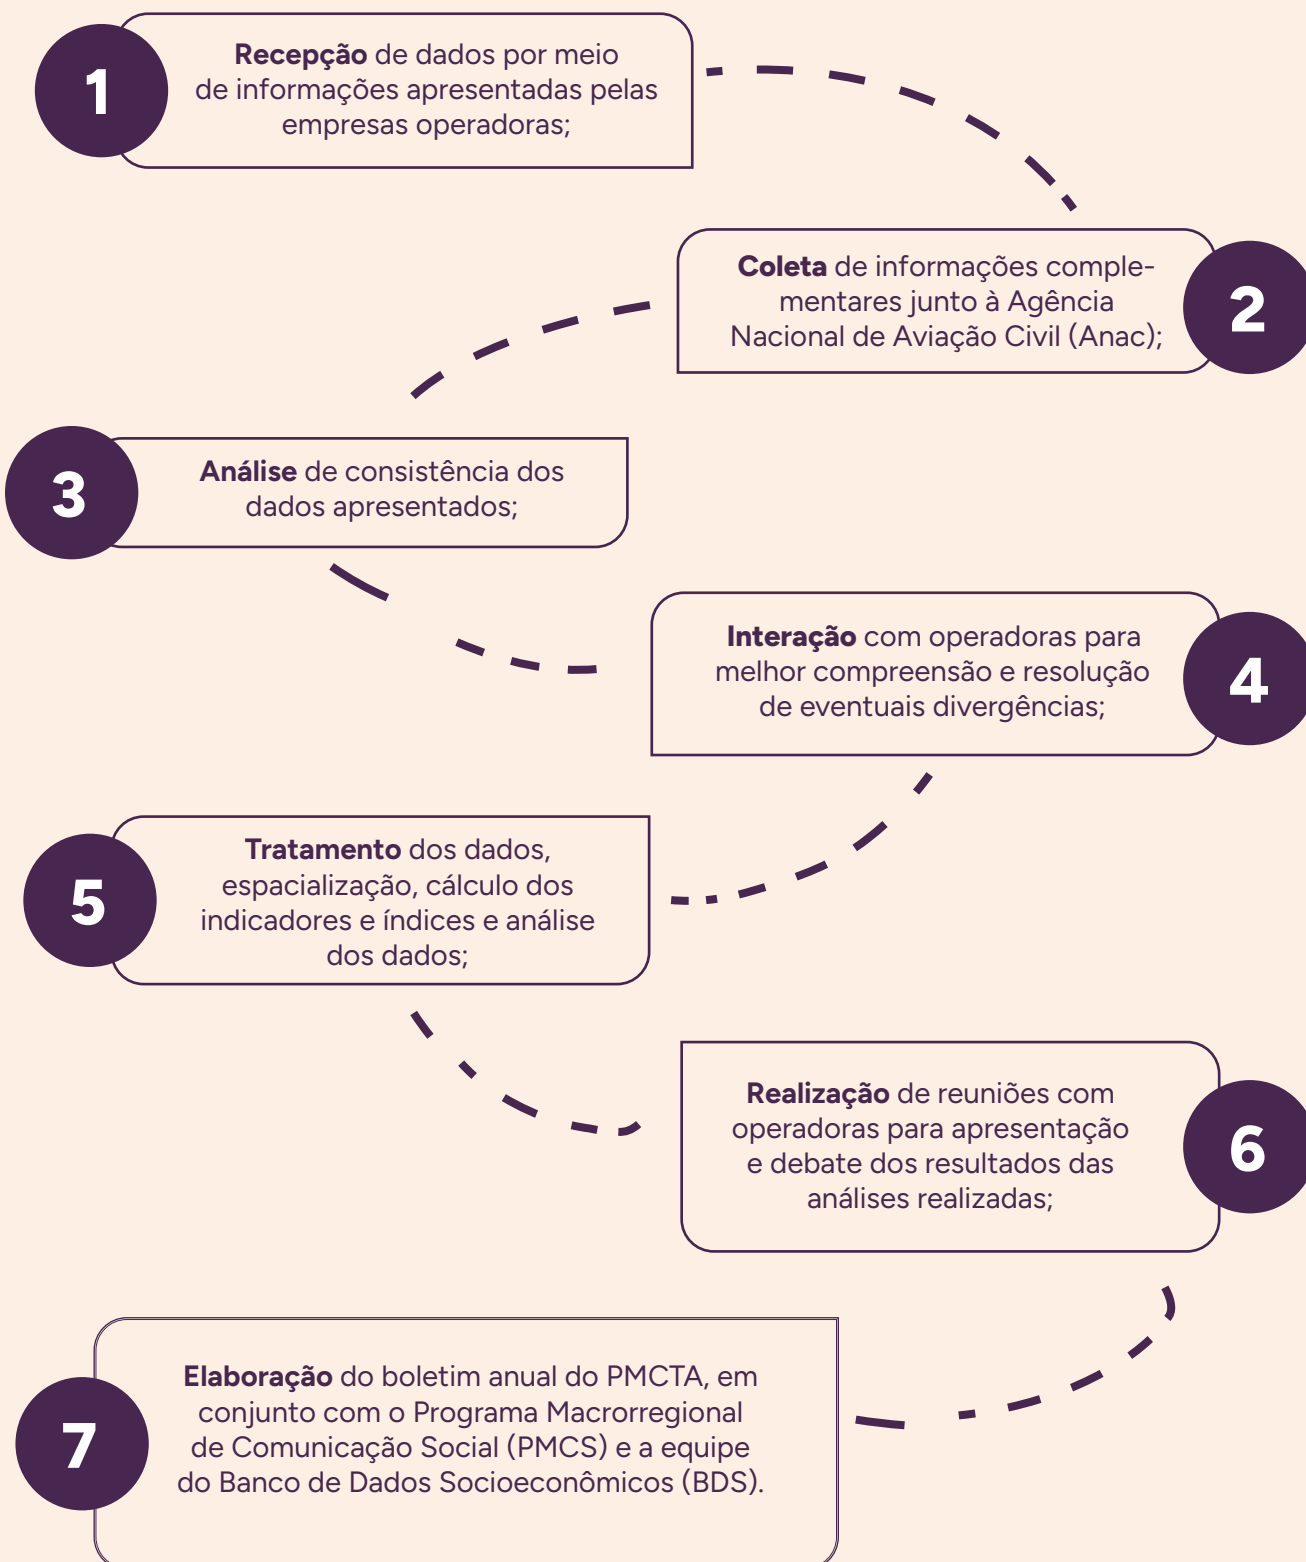 1
Recepção de dados por meio
de informações apresentadas pelas
empresas operadoras;
2
Coleta de informações comple-
mentares junto à Agência
Nacional de Aviação Civil (Anac);
3
Análise de consistência dos
dados apresentados;
4
Interação com operadoras para
melhor compreensão e resolução
de eventuais divergências;
5
Tratamento dos dados,
espacialização, cálculo dos
indicadores e índices e análise
dos dados;
6
Realização de reuniões com
operadoras para apresentação
e debate dos resultados das
análises realizadas;
7
Elaboração do boletim anual do PMCTA, em
conjunto com o Programa Macrorregional
de Comunicação Social (PMCS) e a equipe
do Banco de Dados Socioeconômicos (BDS).